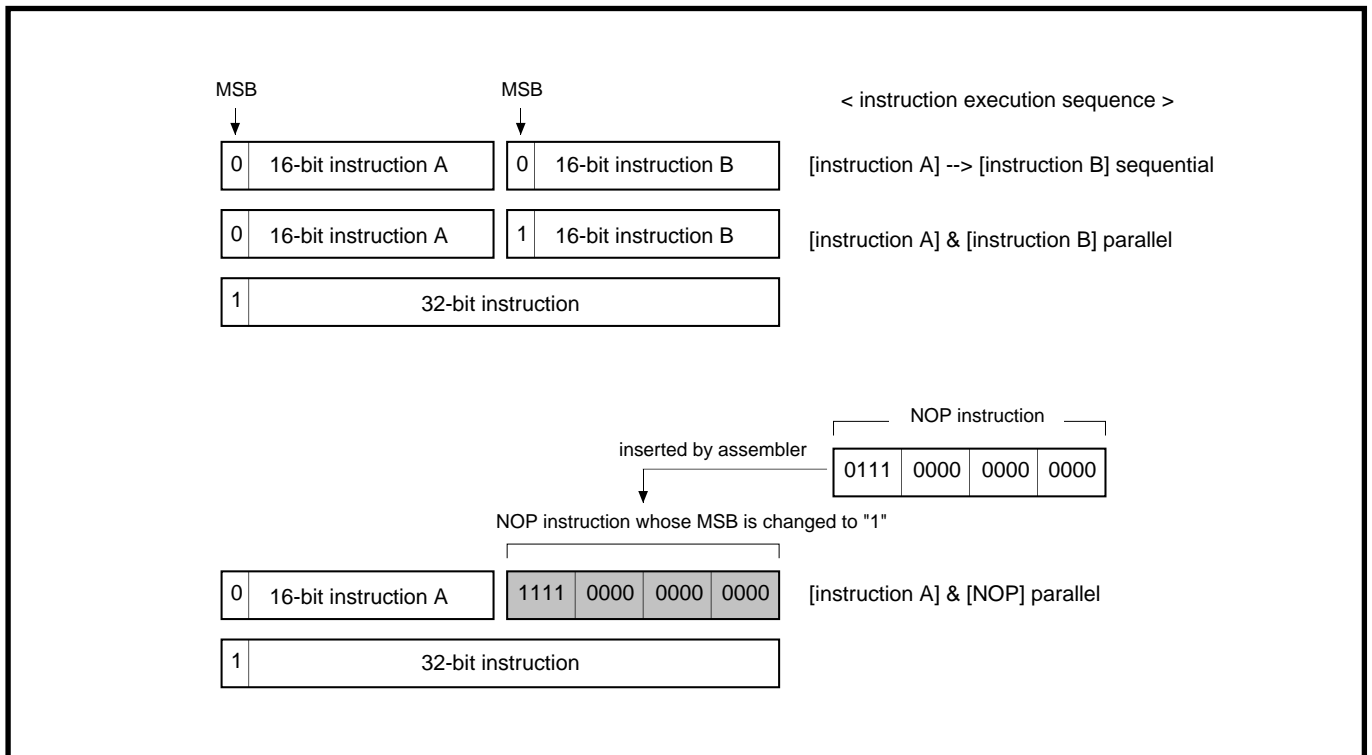 MSB MSB < instruction execution sequence >
0 16-bit instruction A 0 16-bit instruction B [instruction A] --> [instruction B] sequential
0 16-bit instruction A 1 16-bit instruction B [instruction A] & [instruction B] parallel
1 32-bit instruction
NOP instruction
inserted by assembler
0111 0000 0000 0000
NOP instruction whose MSB is changed to "1"
0 16-bit instruction A 1111 0000 0000 0000 [instruction A] & [NOP] parallel
1 32-bit instruction